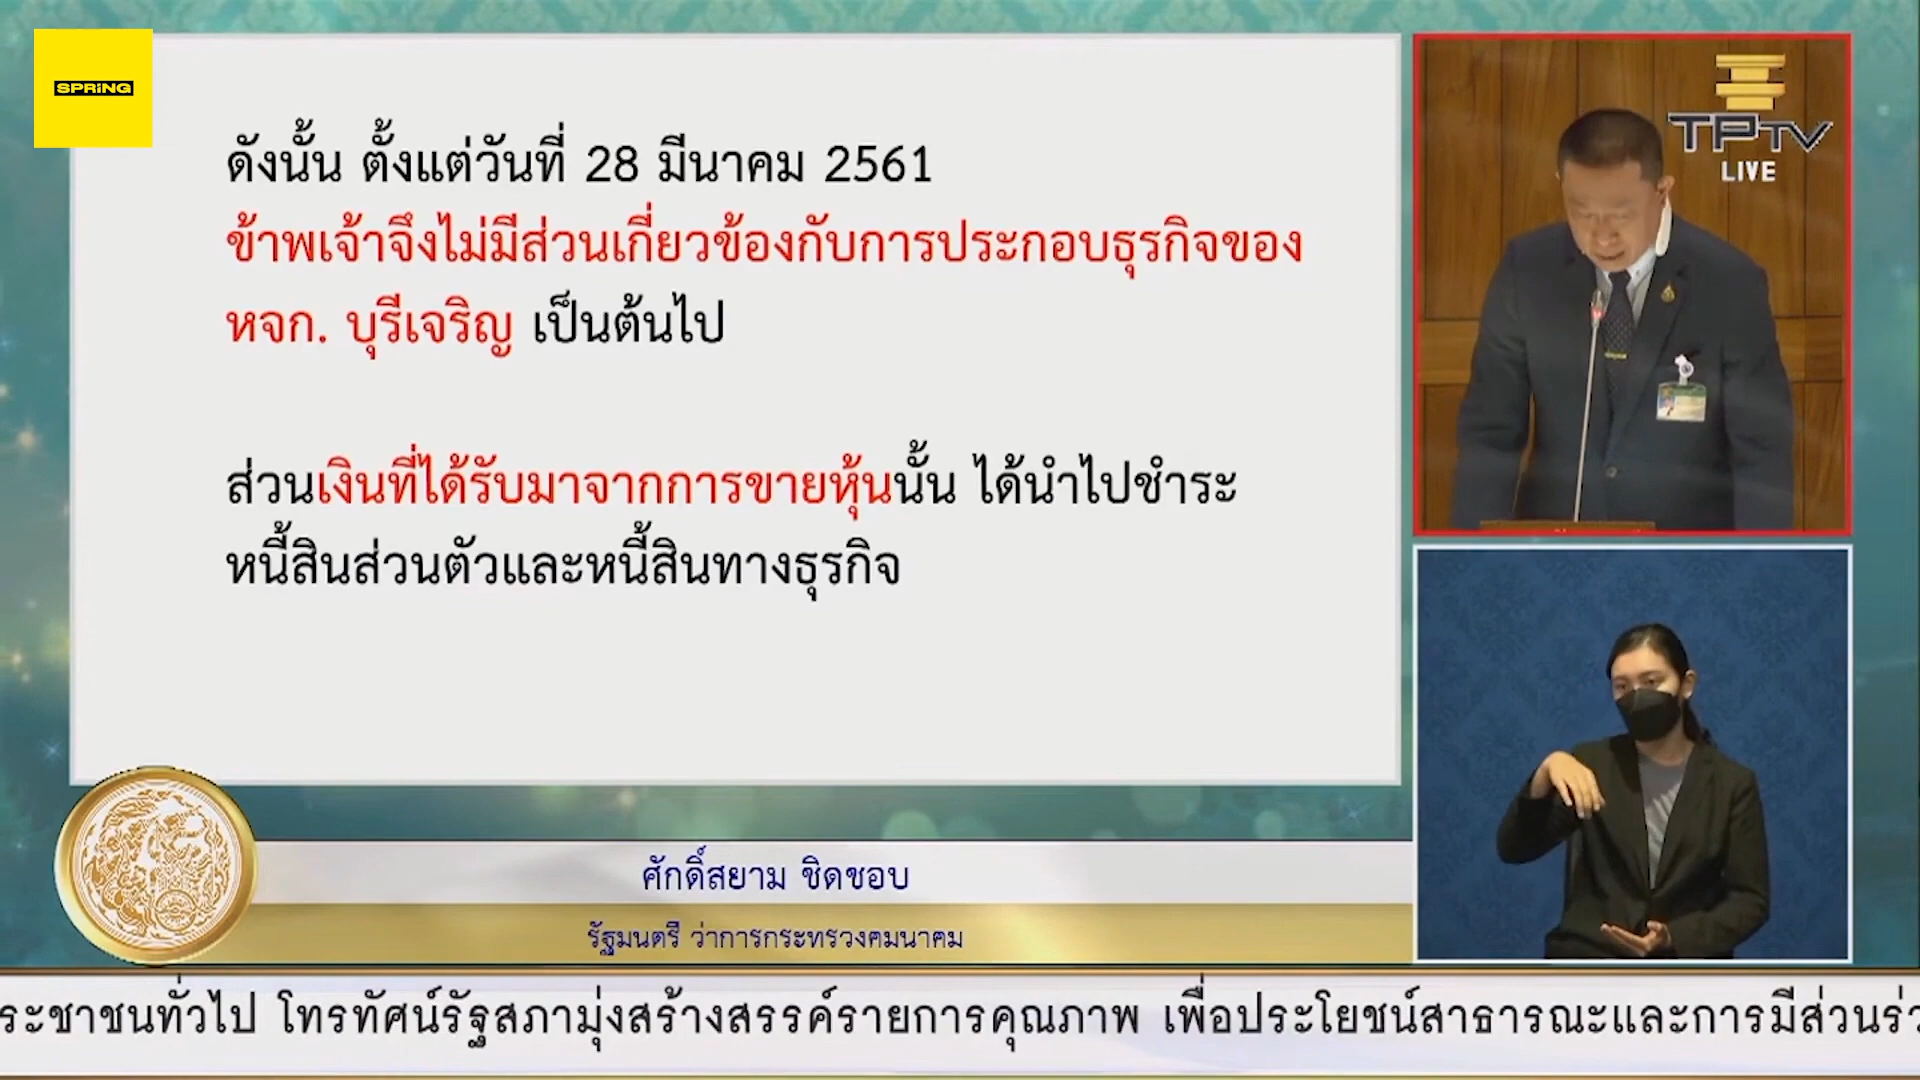 SPRiNG
ดังนั้น ตั้งแต่วันที่ 28 มีนาคม 2561
ข้าพเจ้าจึงไม่มีส่วนเกี่ยวข้องกับการประกอบธุรกิจของ
หจก. บุรีเจริญ เป็นต้นไป
ส่วนเงินที่ได้รับมาจากการขายหุ้นนั้น ได้นำไปชำระ
หนี้สินส่วนตัวและหนี้สินทางธุรกิจ
TPTV
LIVE
ศักดิ์สยาม ชิดชอบ
รัฐมนตรี ว่าการกระทรวงคมนาคม
ระชาชนทั่วไป โทรทัศน์รัฐสภามุ่งสร้างสรรค์รายการคุณภาพ เพื่อประโยชน์สาธารณะและการมีส่วนร่ว